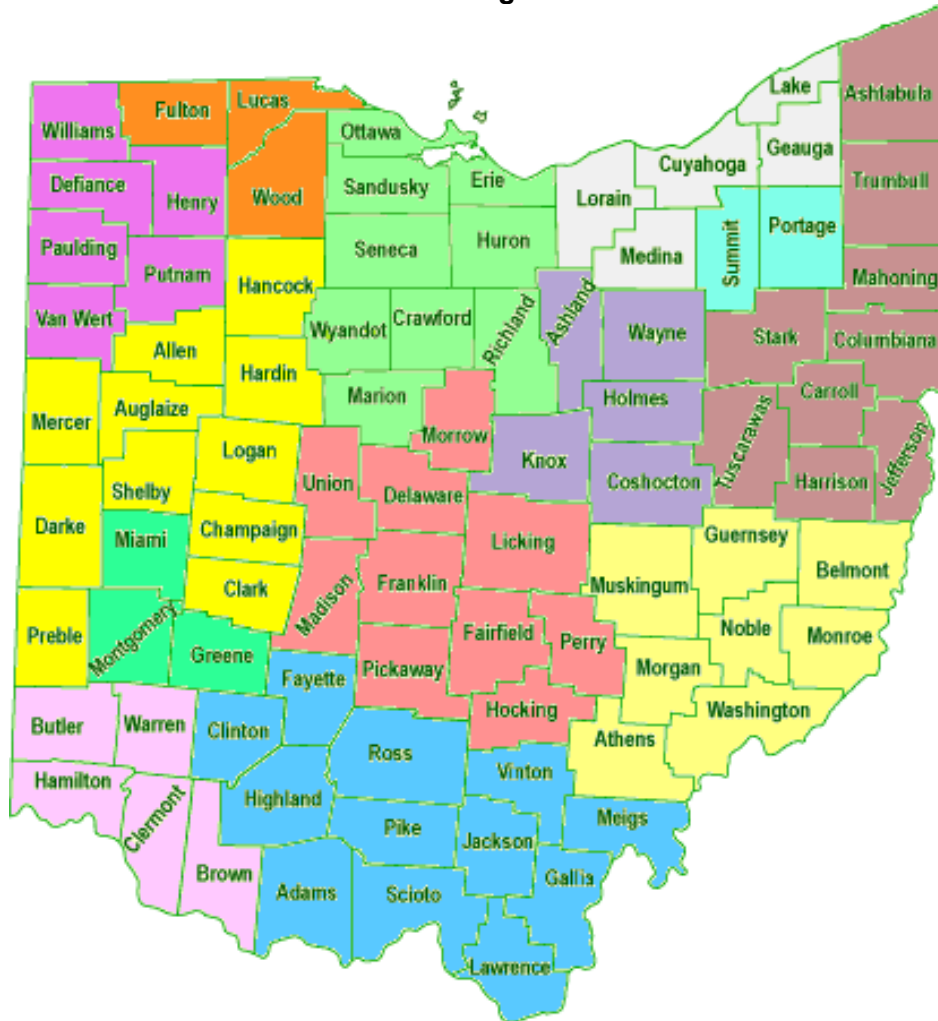 g
Lake
Ashtabula
Lucas
Fulton
Williams
Ottawa
Geauga
Cuyahoga
Trumbull
Defiance
Sandusky
Erie
Henry
Wood
Lorain
Portage
Paulding
Seneca
Huron
Medina
Summit
Putnam
Mahoning
Hancock
Van Wert
Wyandot
Crawford
Richland
Ashland
Wayne
Stark
Columbiana
Allen
Hardin
Marion
Holmes
Carroll
Mercer
Auglaize
Morrow
Logan
Knox
Tuscarawas
Jefferson
Union
Delaware
Coshocton
Harrison
Shelby
Darke
Miami
Champaign
Licking
Guernsey
Belmont
Clark
Madison
Franklin
Muskingum
Preble
Montgomery
Fairfield
Perry
Noble
Monroe
Greene
Pickaway
Morgan
Fayette
Hocking
Washington
Butler
Warren
Clinton
Ross
Athens
Hamilton
Vinton
Clermont
Highland
Pike
Jackson
Meigs
Brown
Adams
Scioto
Gallia
Lawrence